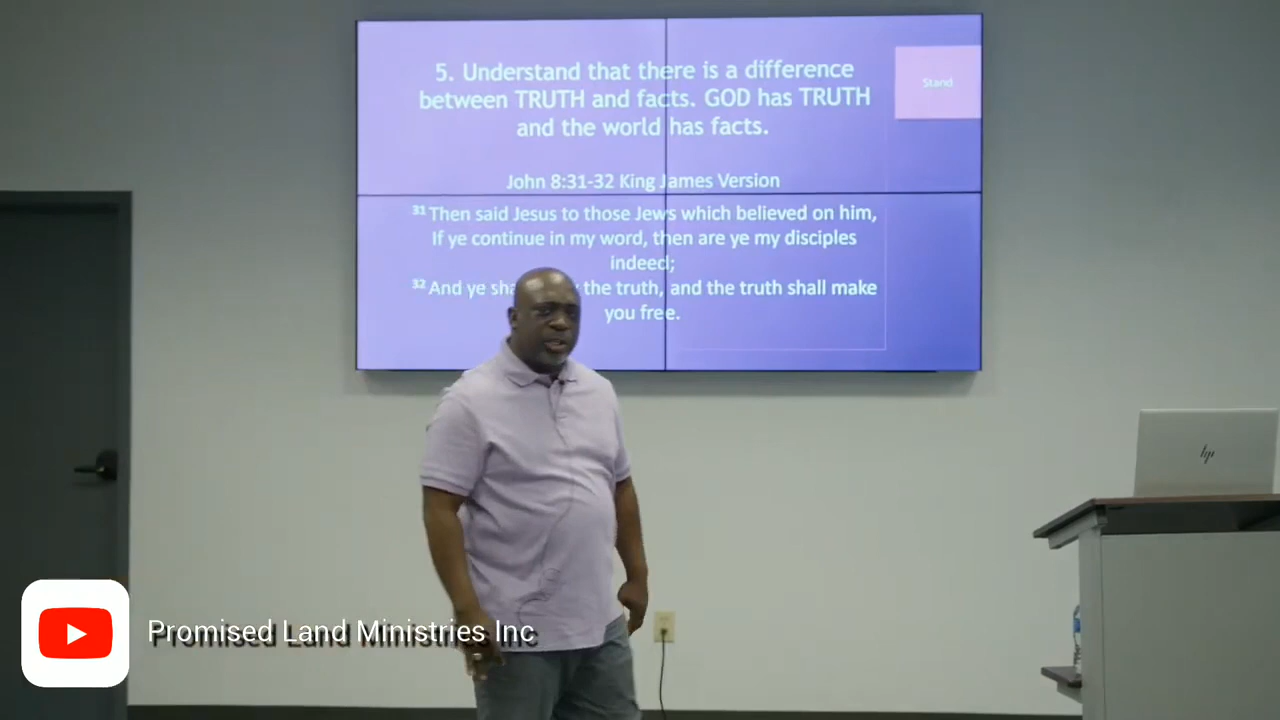 5. Understand that there is a difference
between TRUTH and facts. GOD has TRUTH
and the world has facts.
Stand
John 8:31-32 King James Version
31 Then said Jesus to those Jews which believed on him,
If ye continue in my word, then are ye my disciples
indeed;
32 And ye the truth, and the truth shall make
you free.
hp
Promised Land Ministries Inc